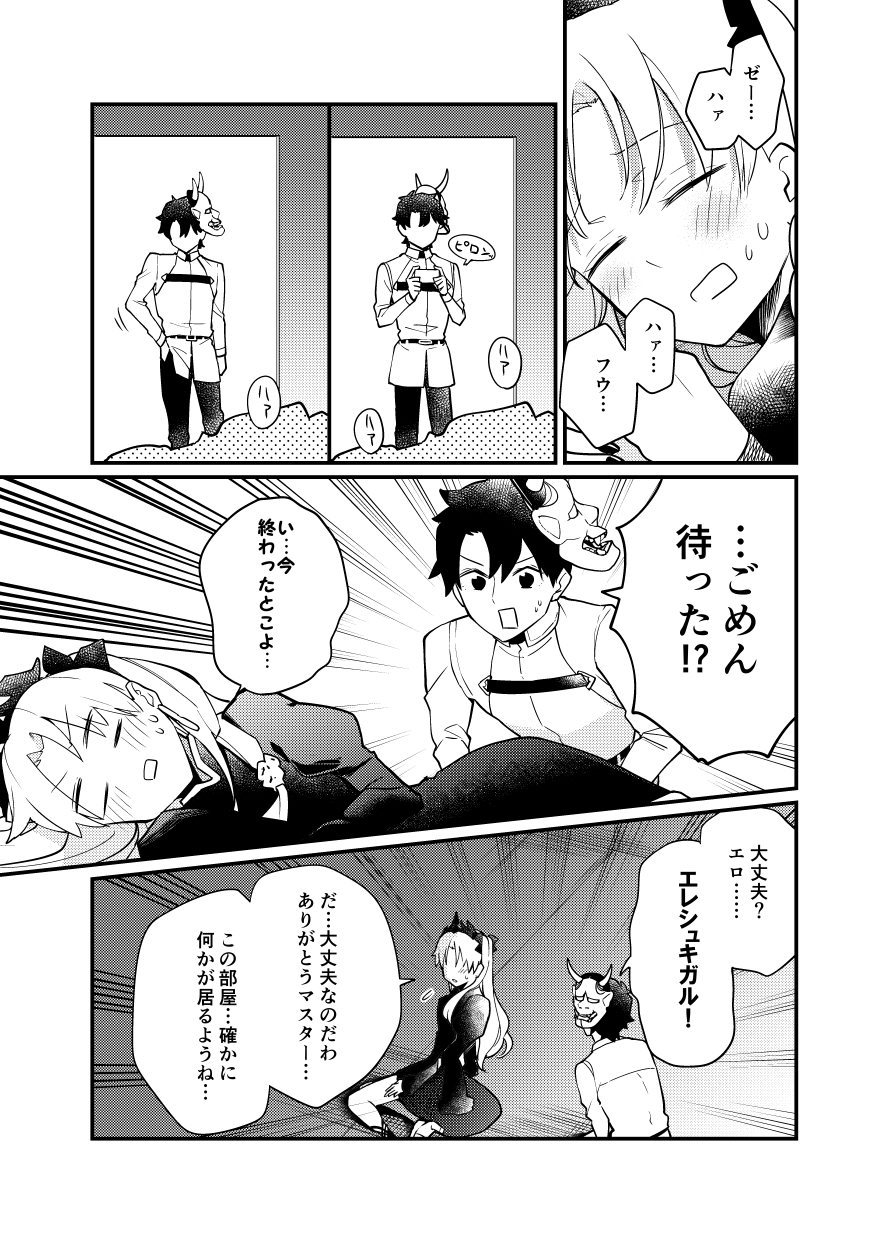 ゼー…
ハァ
ハァ…
フウ…
ピロン
ハァ
ハァ
ハァ
…ごめん
待った!?
い…今
終わったとこよ…
大丈夫?
エロ……
エレシュキガル!
だ…大丈夫なのだわ
ありがとうマスター…
この部屋…確かに
何かが居るようね…